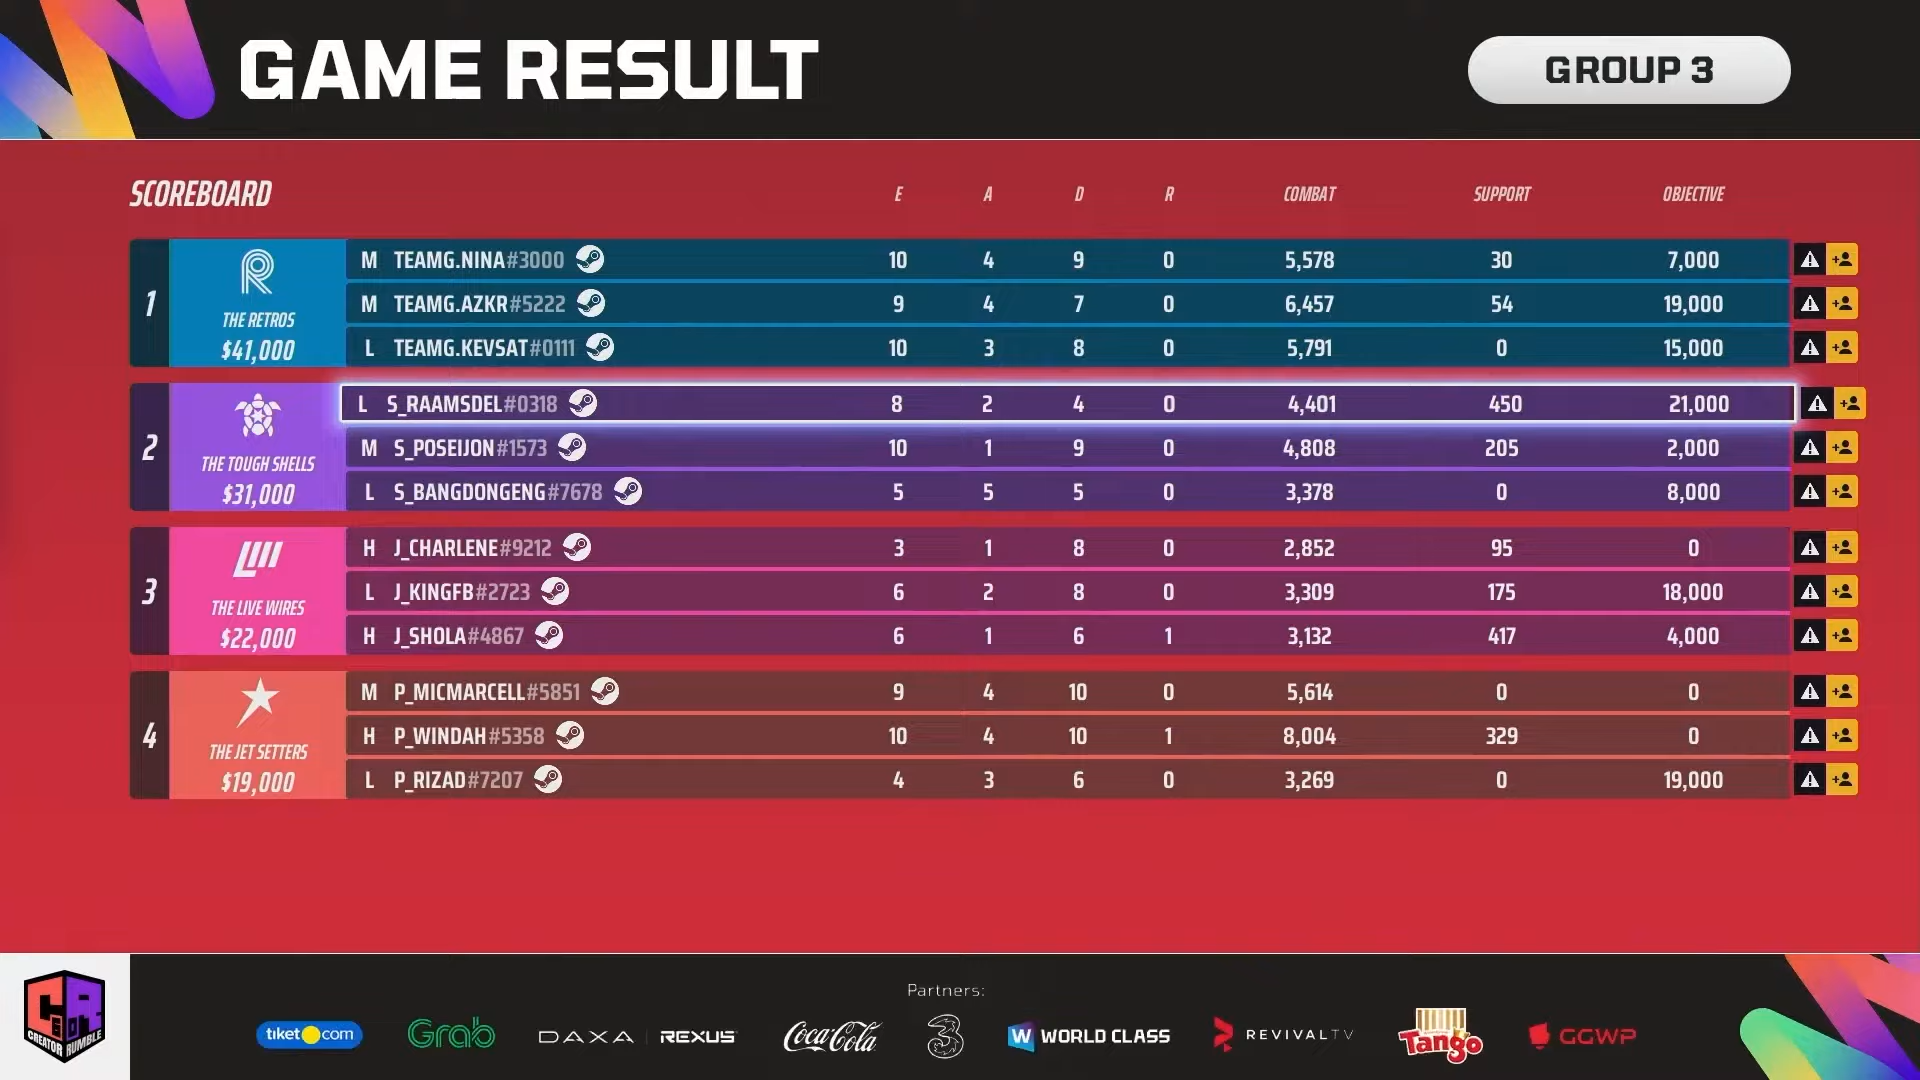 GAME RESULT
GROUP 3
SCOREBOARD E A D R COMBAT SUPPORT OBJECTIVE
1
THE RETROS
$41,000
M TEAMG.NINA#3000 10 4 9 0 5,578 30 7,000
M TEAMG.AZKR#5222 9 4 7 0 6,457 54 19,000
L TEAMG.KEVSAT#0111 10 3 8 0 5,791 0 15,000
2
THE TOUGH SHELLS
$31,000
L S_RAAMSDEL#0318 8 2 4 0 4,401 450 21,000
M S_POSEIJON#1573 10 1 9 0 4,808 205 2,000
L S_BANGDONGENG#7678 5 5 5 0 3,378 0 8,000
3
THE LIVE WIRES
$22,000
H J_CHARLENE#9212 3 1 8 0 2,852 95 0
L J_KINGFB#2723 6 2 8 0 3,309 175 18,000
H J_SHOLA#4867 6 1 6 1 3,132 417 4,000
4
THE JET SETTERS
$19,000
M P_MICMARCELL#5851 9 4 10 0 5,614 0 0
H P_WINDAH#5358 10 4 10 1 8,004 329 0
L P_RIZAD#7207 4 3 6 0 3,269 0 19,000
CREATOR RUMBLE
Partners:
tiket.com Grab DAXA | REXUS Coca-Cola 3 W WORLD CLASS REVIVALTV Tango GGWP